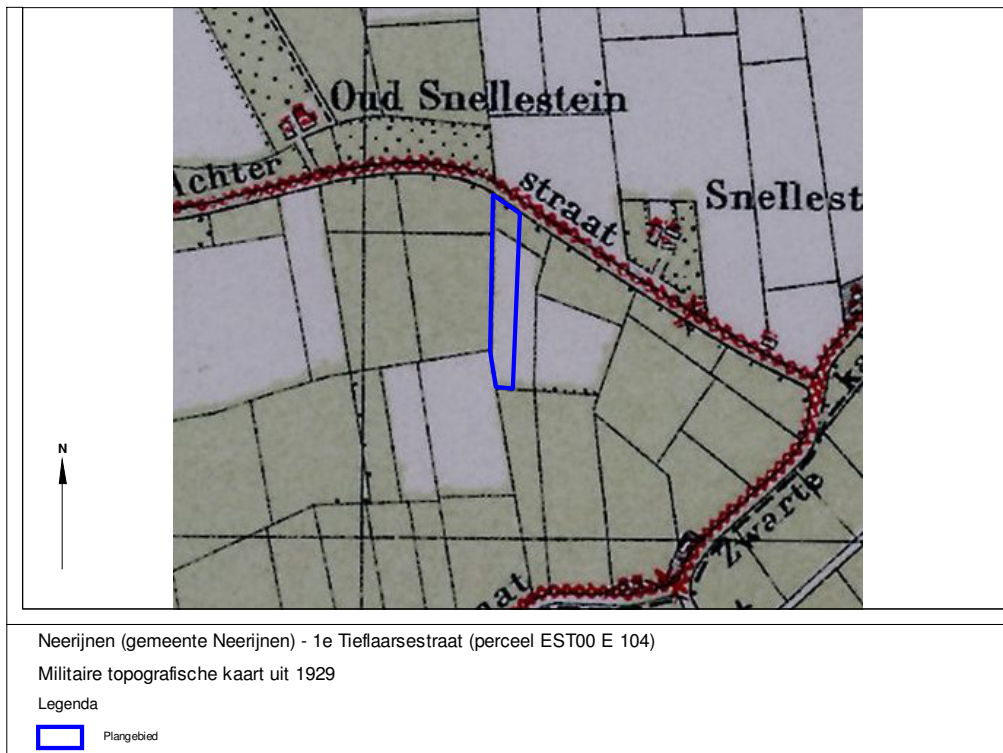 Oud Snellestein
Achter
straat
Snellest
Zwarte
ka
aat
N
Neerijnen (gemeente Neerijnen) - 1e Tieflaarsestraat (perceel EST00 E 104)
Militaire topografische kaart uit 1929
Legenda
Plangebied